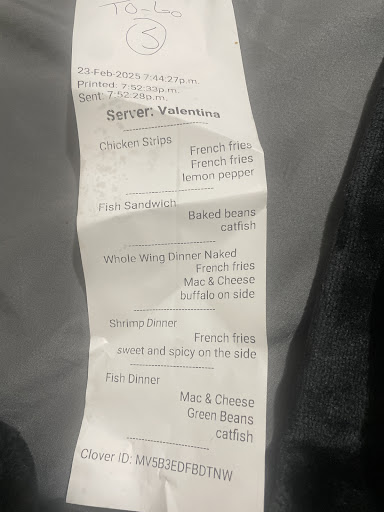 TO-GO
5
23-Feb-2025 7:44:27p.m.
Printed: 7:52:33p.m.
Sent: 7:52:28p.m.
Server: Valentina
Chicken Strips
French fries
French fries
lemon pepper
Fish Sandwich
Baked beans
catfish
Whole Wing Dinner Naked
French fries
Mac & Cheese
buffalo on side
Shrimp Dinner
French fries
sweet and spicy on the side
Fish Dinner
Mac & Cheese
Green Beans
catfish
Clover ID: MV5B3EDFBDTNW